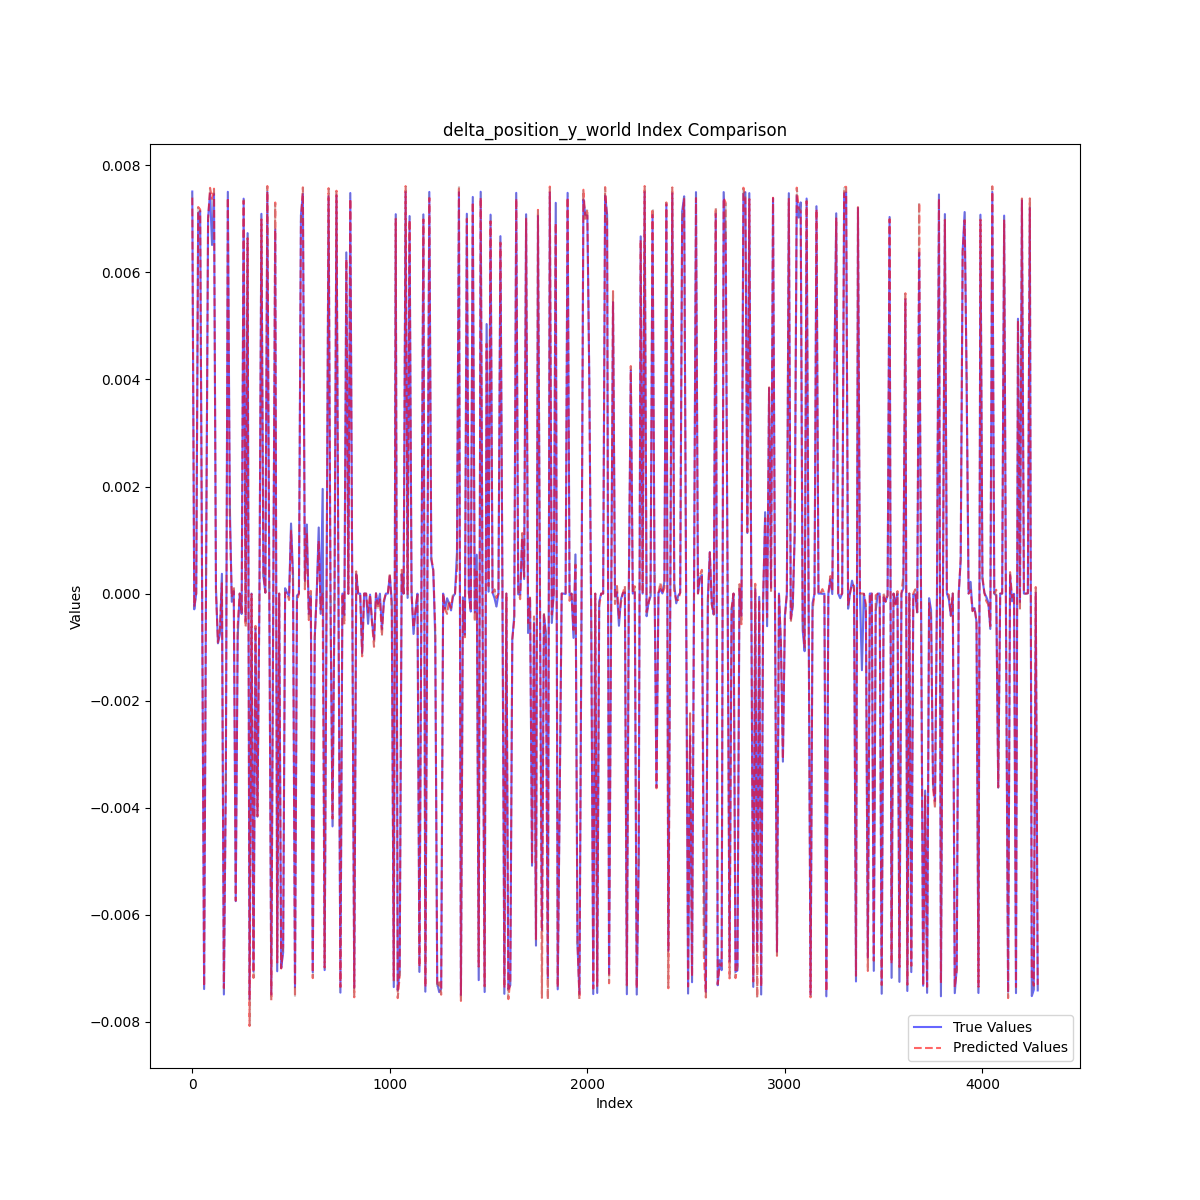 delta_position_y_world Index Comparison
0.008
0.006
0.004
0.002
0.000
−0.002
−0.004
−0.006
−0.008
Values
0 1000 2000 3000 4000
Index
True Values
Predicted Values